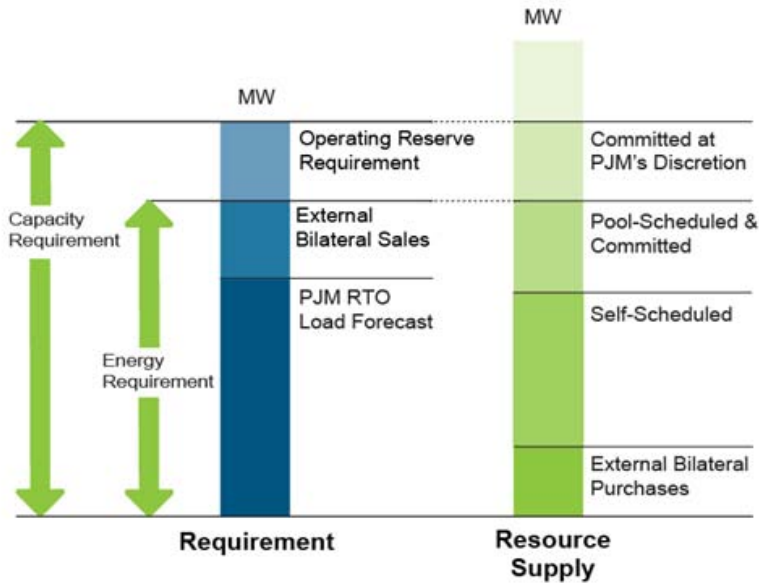 MW
MW
Operating Reserve
Requirement
Committed at
PJM's Discretion
Capacity
Requirement
External
Bilateral Sales
Pool-Scheduled &
Committed
PJM RTO
Load Forecast
Self-Scheduled
Energy
Requirement
External Bilateral
Purchases
Requirement
Resource
Supply